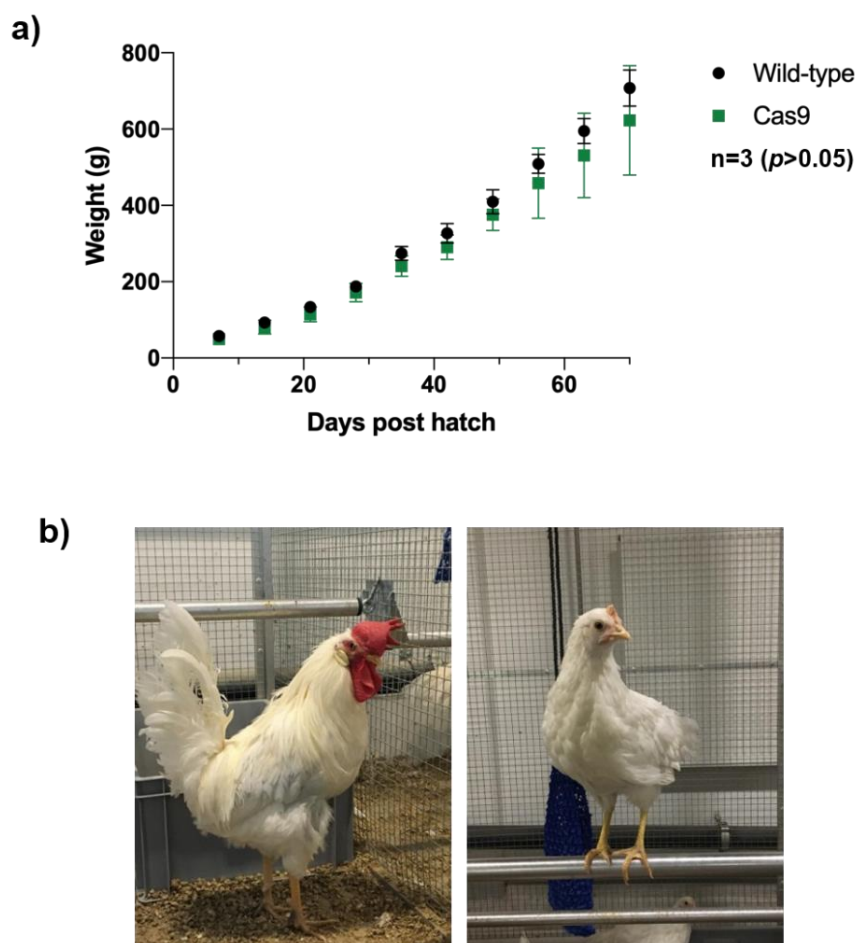 a)
800
600
400
200
0
Weight (g)
0 20 40 60
Days post hatch
Wild-type
Cas9
n=3 (p>0.05)
b)